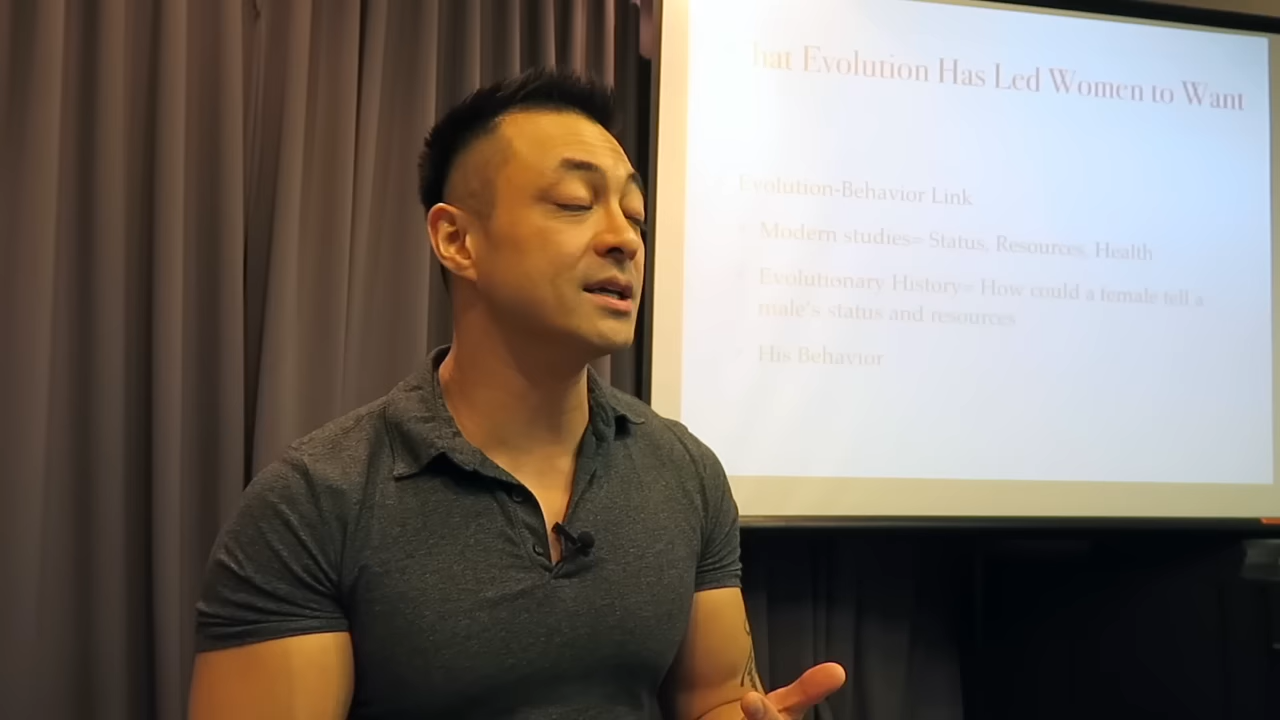 hat Evolution Has Led Women to Want
Evolution-Behavior Link
Modern studies= Status, Resources, Health
Evolutionary History= How could a female tell a
male's status and resources
His Behavior